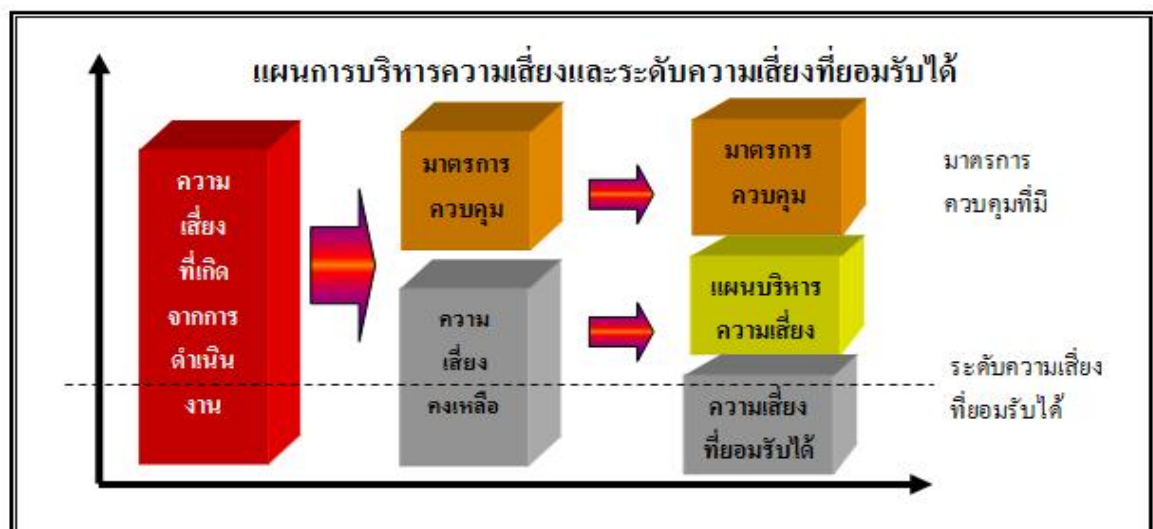 แผนการบริหารความเสี่ยงและระดับความเสี่ยงที่ยอมรับได้
ความ
เสี่ยง
ที่เกิด
จากการ
ดำเนิน
งาน
มาตรการ
ควบคุม
ความ
เสี่ยง
คงเหลือ
มาตรการ
ควบคุม
แผนบริหาร
ความเสี่ยง
ความเสี่ยง
ที่ยอมรับได้
มาตรการ
ควบคุมที่มี
ระดับความเสี่ยง
ที่ยอมรับได้